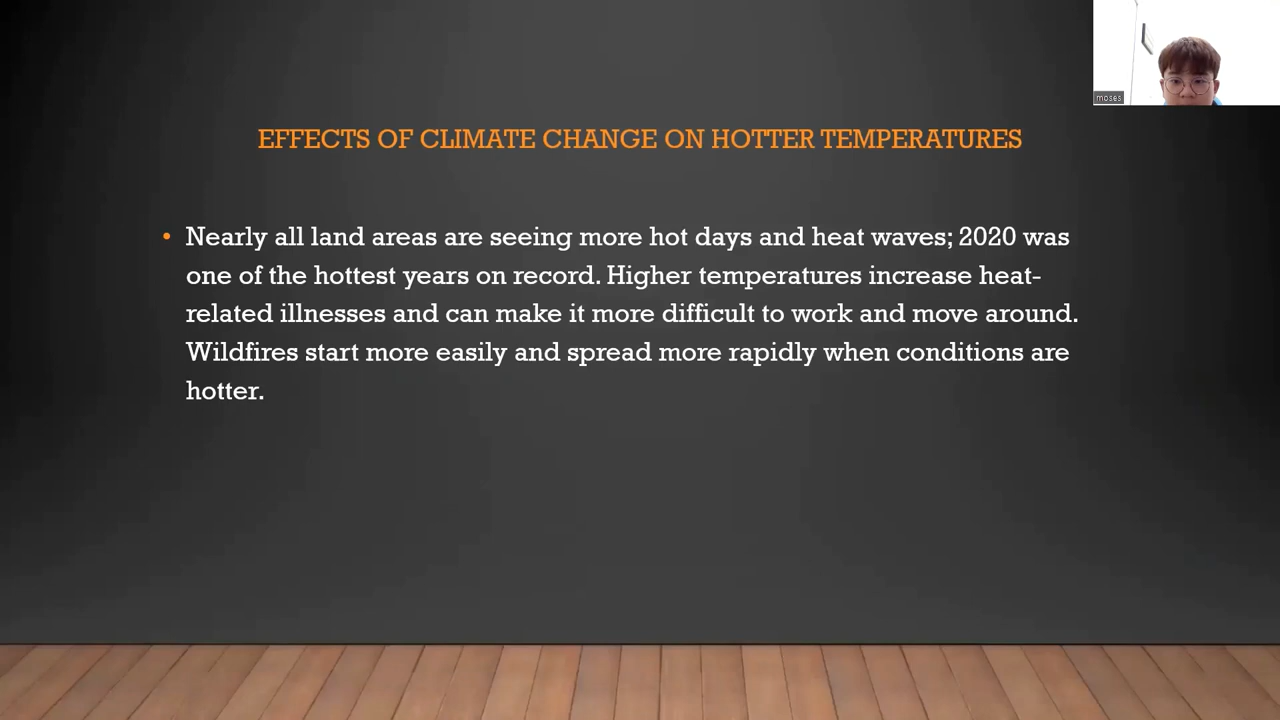 moses
EFFECTS OF CLIMATE CHANGE ON HOTTER TEMPERATURES
• Nearly all land areas are seeing more hot days and heat waves; 2020 was
one of the hottest years on record. Higher temperatures increase heat-
related illnesses and can make it more difficult to work and move around.
Wildfires start more easily and spread more rapidly when conditions are
hotter.